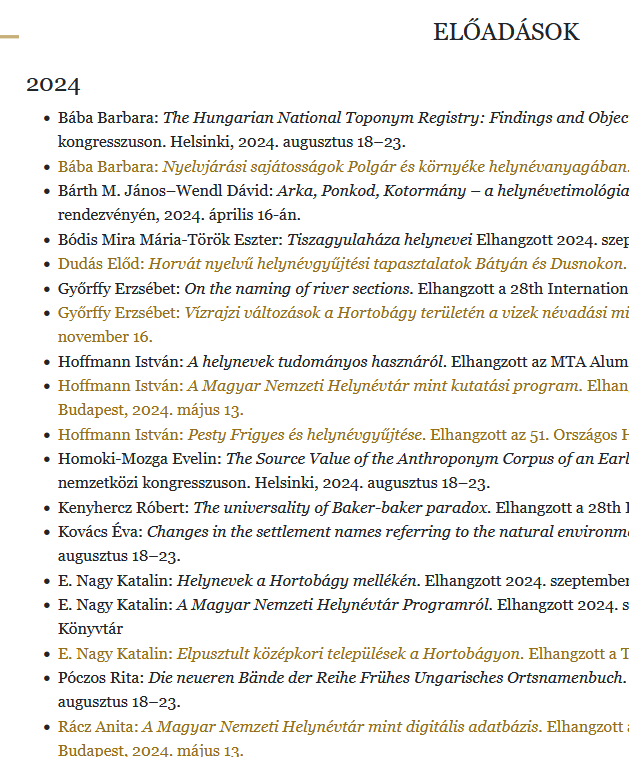 ELŐADÁSOK
2024
Bába Barbara: The Hungarian National Toponym Registry: Findings and Objec
kongresszuson. Helsinki, 2024. augusztus 18–23.
Bába Barbara: Nyelvjárási sajátosságok Polgár és környéke helynévanyagában.
Bárth M. János–Wendl Dávid: Arka, Ponkod, Kotormány – a helynévetimológia
rendezvényén, 2024. április 16-án.
Bódis Mira Mária-Török Eszter: Tiszagyulaháza helynevei Elhangzott 2024. szep
Dudás Előd: Horvát nyelvű helynévgyűjtési tapasztalatok Bátyán és Dusnokon.
Győrffy Erzsébet: On the naming of river sections. Elhangzott a 28th Internation
Győrffy Erzsébet: Vízrajzi változások a Hortobágy területén a vizek névadási mi
november 16.
Hoffmann István: A helynevek tudományos hasznáról. Elhangzott az MTA Alum
Hoffmann István: A Magyar Nemzeti Helynévtár mint kutatási program. Elhan
Budapest, 2024. május 13.
Hoffmann István: Pesty Frigyes és helynévgyűjtése. Elhangzott az 51. Országos H
Homoki-Mozga Evelin: The Source Value of the Anthroponym Corpus of an Earl
nemzetközi kongresszuson. Helsinki, 2024. augusztus 18–23.
Kenyhercz Róbert: The universality of Baker-baker paradox. Elhangzott a 28th I
Kovács Éva: Changes in the settlement names referring to the natural environme
augusztus 18–23.
E. Nagy Katalin: Helynevek a Hortobágy mellékén. Elhangzott 2024. szeptember
E. Nagy Katalin: A Magyar Nemzeti Helynévtár Programról. Elhangzott 2024. s
Könyvtár
E. Nagy Katalin: Elpusztult középkori települések a Hortobágyon. Elhangzott a T
Póczos Rita: Die neueren Bände der Reihe Frühes Ungarisches Ortsnamenbuch.
augusztus 18–23.
Rácz Anita: A Magyar Nemzeti Helynévtár mint digitális adatbázis. Elhangzott a
Budapest, 2024. május 13.